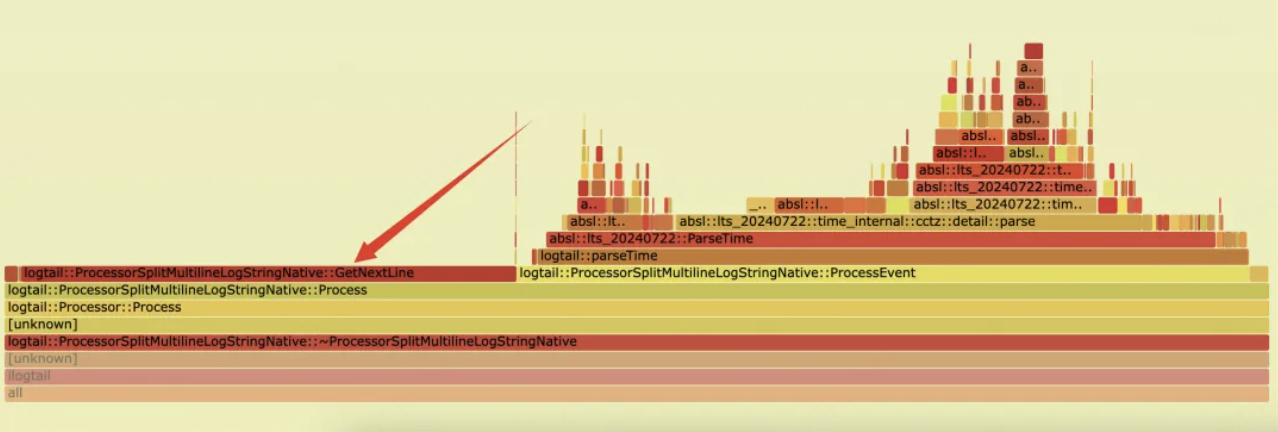 a..
a..
ab..
ab..
absl.. absl..
absl::l.. absl..
absl::lts_20240722::t..
absl::lts_20240722::time..
a.. _.. absl::l.. absl::lts_20240722::tim..
absl::lt.. absl::lts_20240722::time_internal::cctz::detail::parse
absl::lts_20240722::ParseTime
logtail::parseTime
logtail::ProcessorSplitMultilineLogStringNative::GetNextLine logtail::ProcessorSplitMultilineLogStringNative::ProcessEvent
logtail::ProcessorSplitMultilineLogStringNative::Process
logtail::Processor::Process
[unknown]
logtail::ProcessorSplitMultilineLogStringNative::~ProcessorSplitMultilineLogStringNative
[unknown]
ilogtail
all